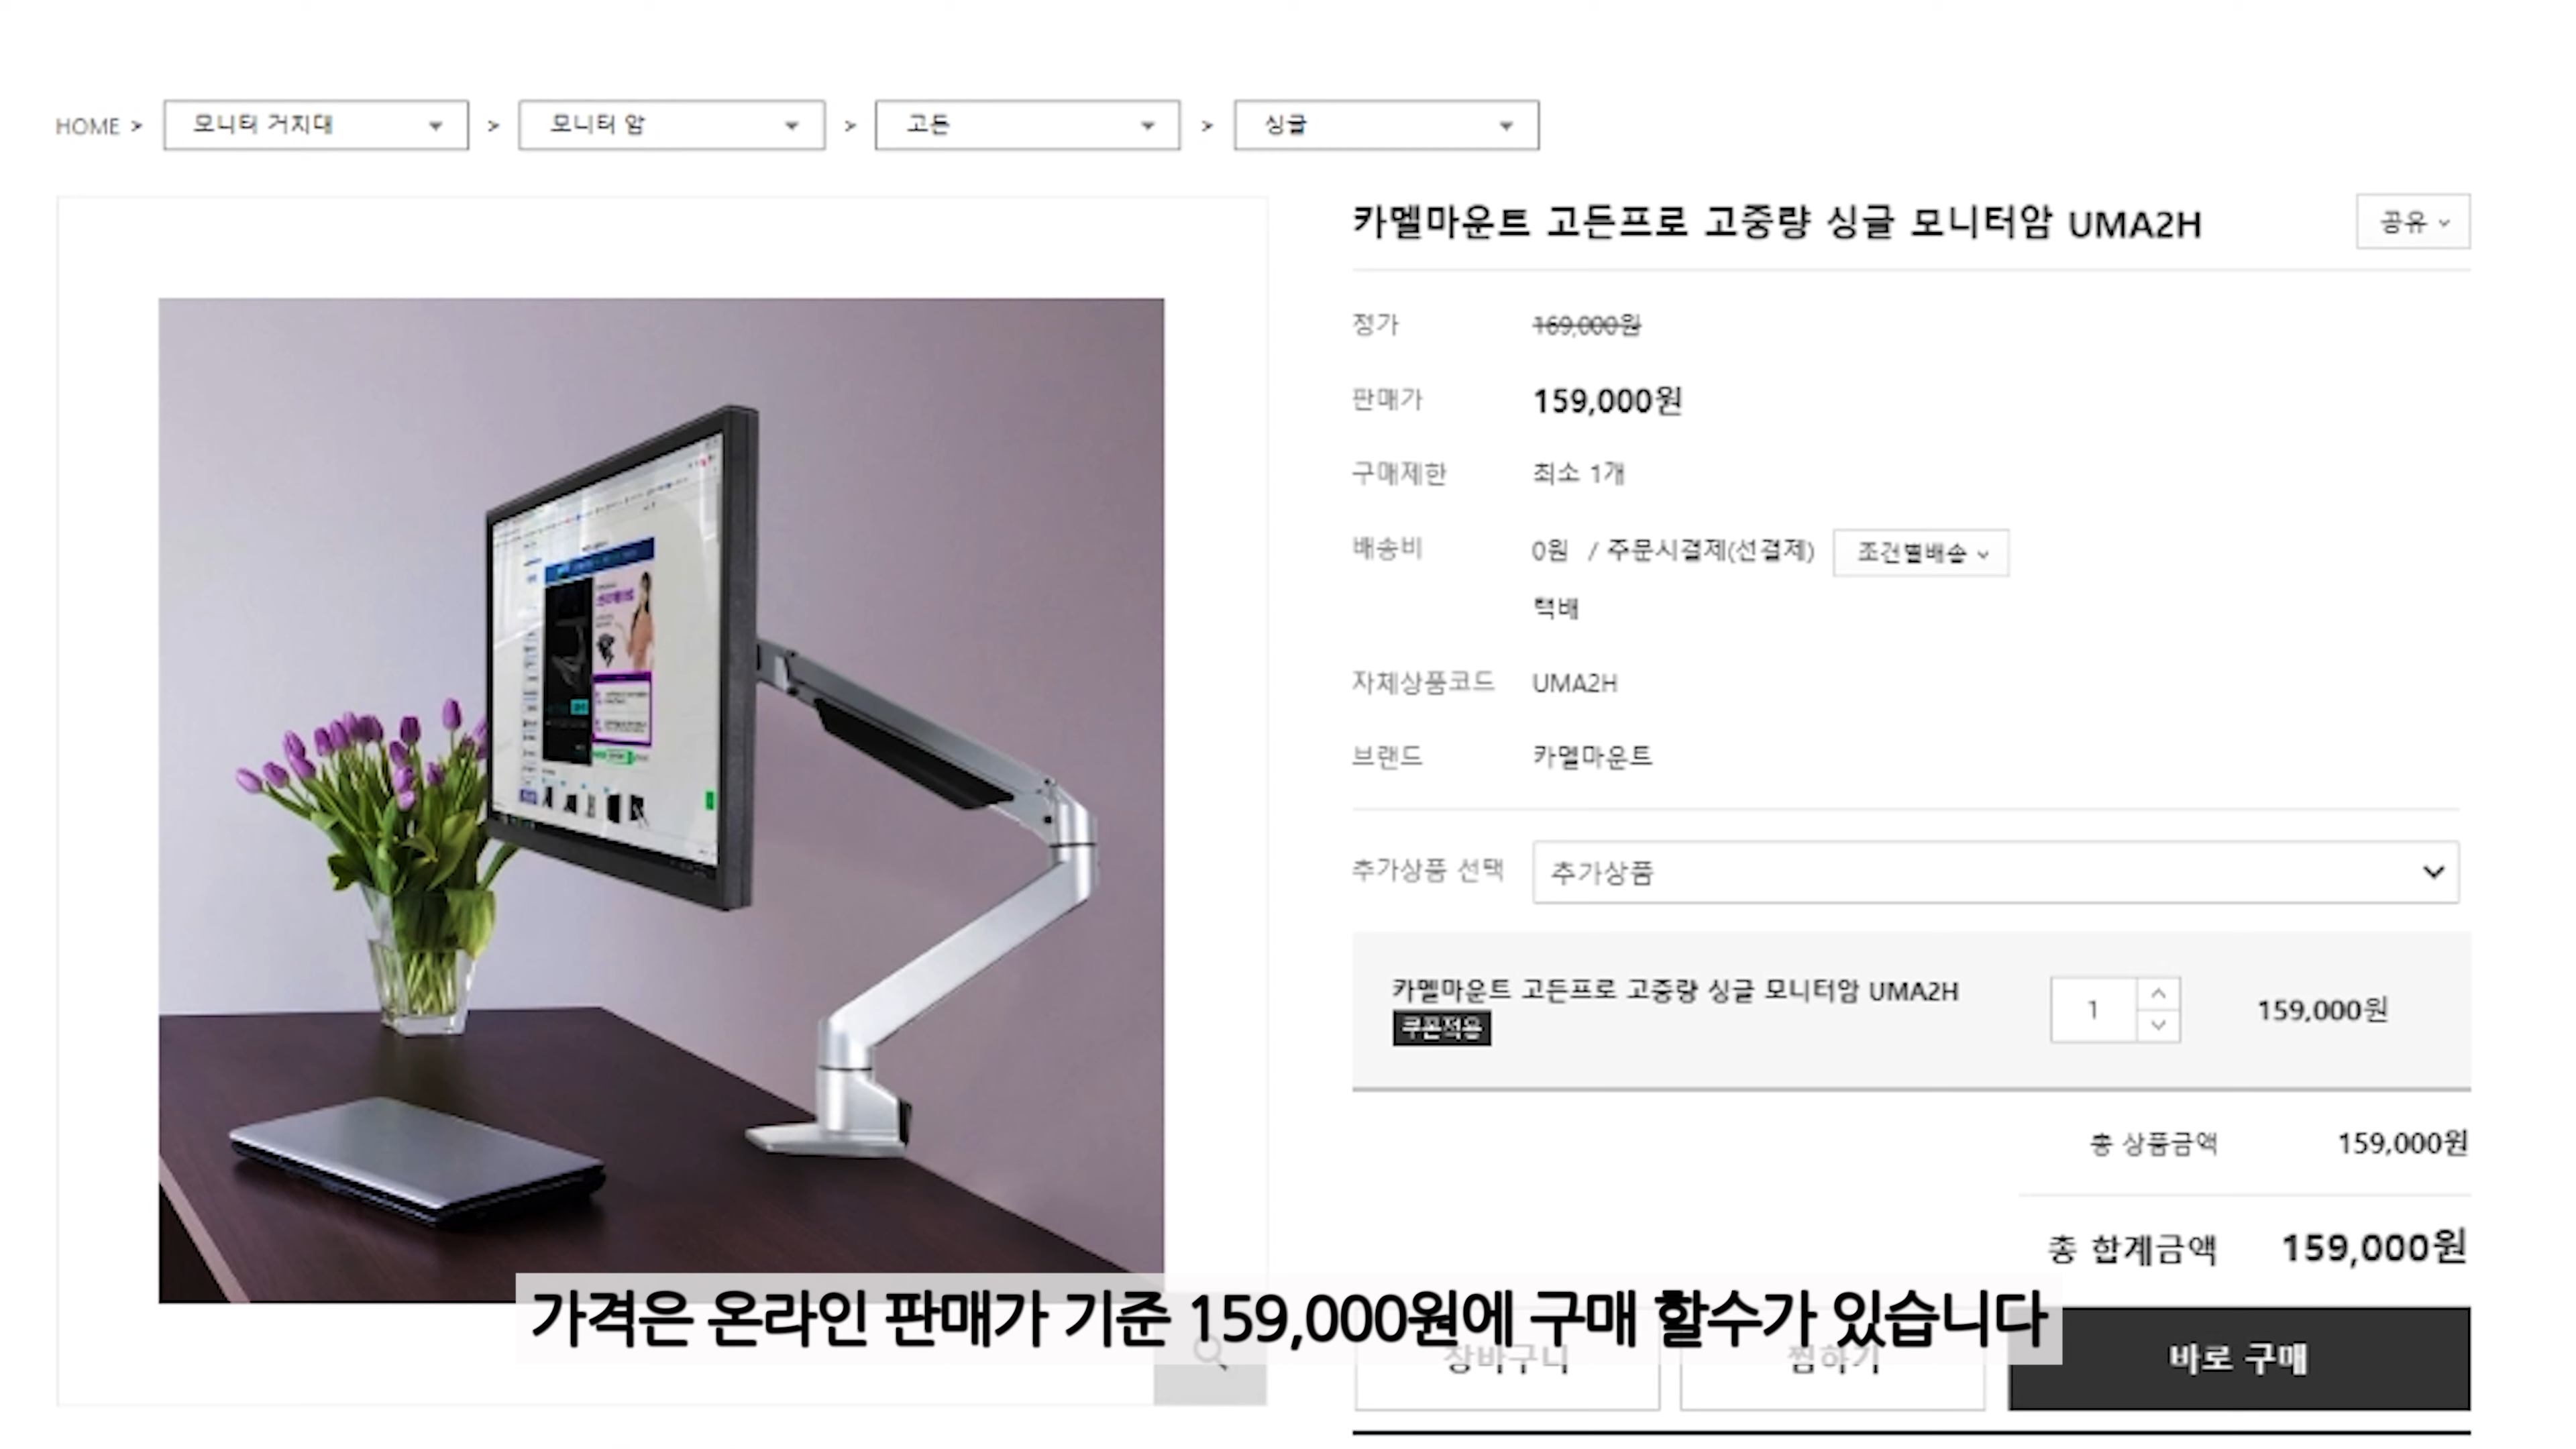 HOME > 모니터 거치대 > 모니터 암 > 고든 > 싱글
카멜마운트 고든프로 고중량 싱글 모니터암 UMA2H
공유
정가 169,000원
판매가 159,000원
구매제한 최소 1개
배송비 0원 / 주문시결제(선결제) 조건별배송
택배
자체상품코드 UMA2H
브랜드 카멜마운트
추가상품 선택 추가상품
카멜마운트 고든프로 고중량 싱글 모니터암 UMA2H
쿠폰적용
1
159,000원
총 상품금액 159,000원
총 합계금액 159,000원
가격은 온라인 판매가 기준 159,000원에 구매 할수가 있습니다
장바구니 찜하기 바로 구매